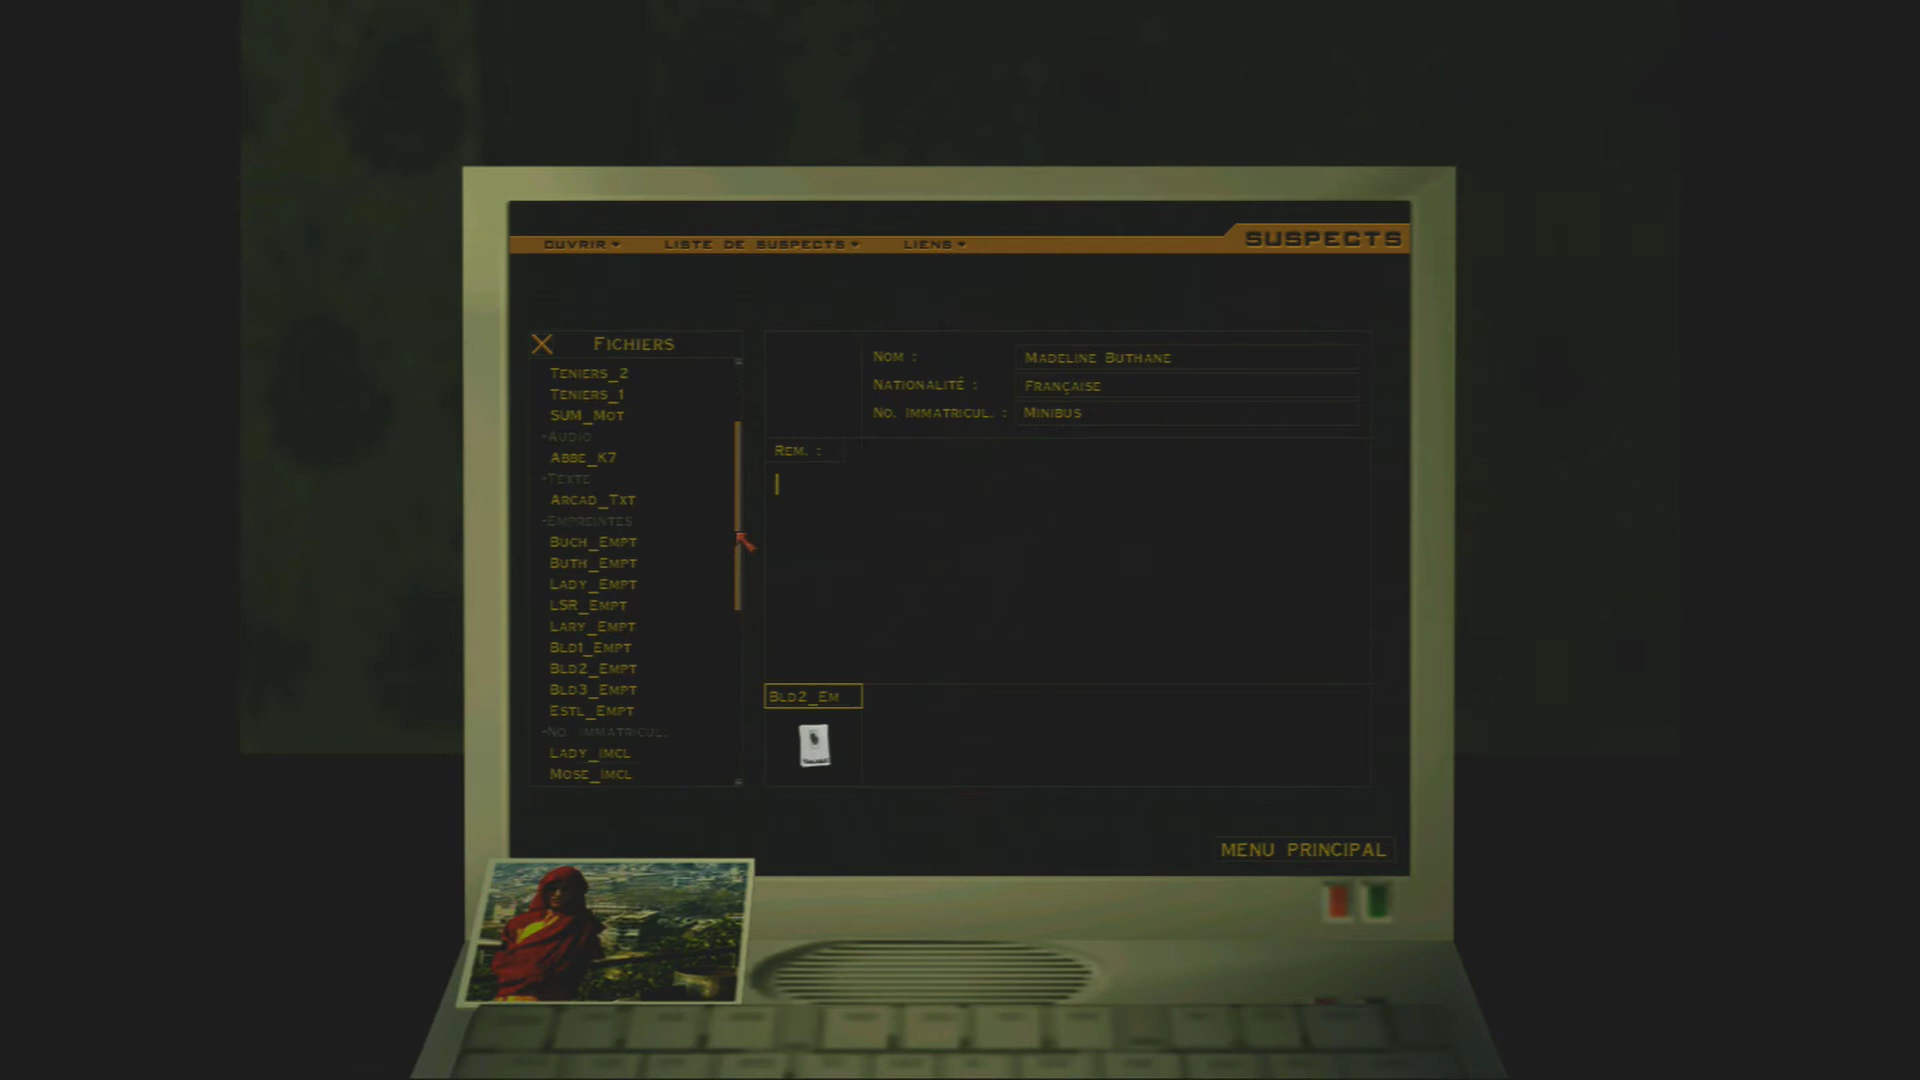 OUVRIR LISTE DE SUSPECTS LIENS SUSPECTS
FICHIERS
TENIERS_2
TENIERS_1
SUM_MOT
-AUDIO
ABBE_K7
-TEXTE
ARCAD_TXT
-EMPREINTES
BUCH_EMPT
BUTH_EMPT
LADY_EMPT
LSR_EMPT
LARY_EMPT
BLD1_EMPT
BLD2_EMPT
BLD3_EMPT
ESTL_EMPT
-NO. IMMATRICUL.
LADY_IMCL
MOSE_IMCL
NOM : MADELINE BUTHANE
NATIONALITÉ : FRANÇAISE
NO. IMMATRICUL. : MINIBUS
REM. :
BLD2_EM
MENU PRINCIPAL